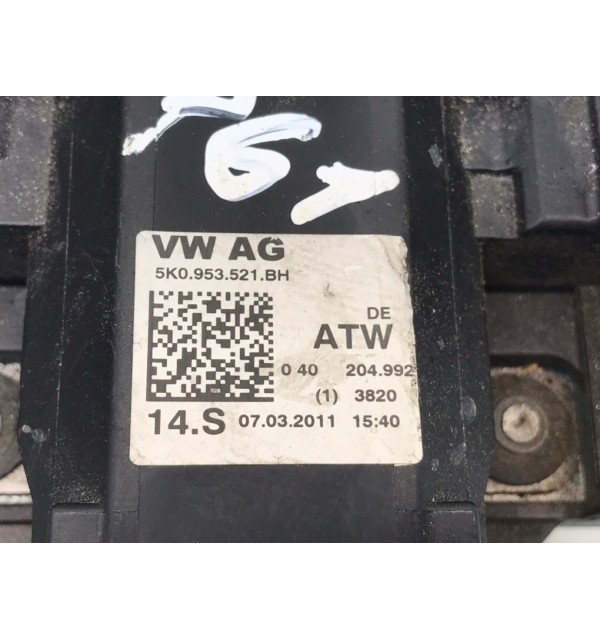 VW AG
5K0.953.521.BH
DE
ATW
0 40 204.992
(1) 3820
14.S 07.03.2011 15:40